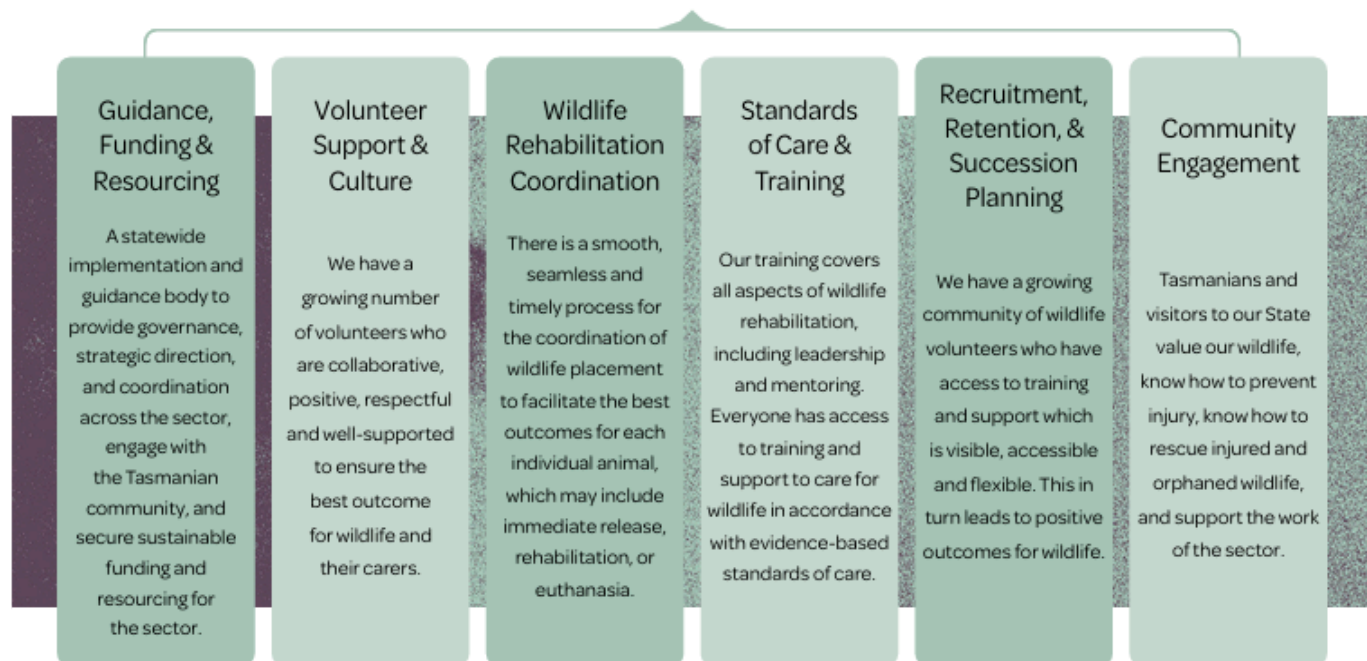 Guidance,
Funding &
Resourcing
A statewide
implementation and
guidance body to
provide governance,
strategic direction,
and coordination
across the sector,
engage with
the Tasmanian
community, and
secure sustainable
funding and
resourcing for
the sector.
Volunteer
Support &
Culture
We have a
growing number
of volunteers who
are collaborative,
positive, respectful
and well-supported
to ensure the
best outcome
for wildlife and
their carers.
Wildlife
Rehabilitation
Coordination
There is a smooth,
seamless and
timely process for
the coordination of
wildlife placement
to facilitate the best
outcomes for each
individual animal,
which may include
immediate release,
rehabilitation, or
euthanasia.
Standards
of Care &
Training
Our training covers
all aspects of wildlife
rehabilitation,
including leadership
and mentoring.
Everyone has access
to training and
support to care for
wildlife in accordance
with evidence-based
standards of care.
Recruitment,
Retention, &
Succession
Planning
We have a growing
community of wildlife
volunteers who have
access to training
and support which
is visible, accessible
and flexible. This in
turn leads to positive
outcomes for wildlife.
Community
Engagement
Tasmanians and
visitors to our State
value our wildlife,
know how to prevent
injury, know how to
rescue injured and
orphaned wildlife,
and support the work
of the sector.